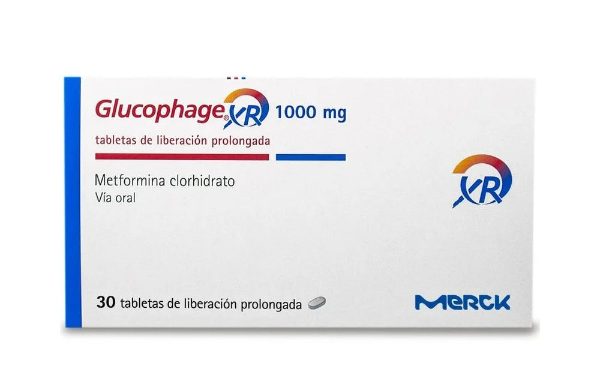 Glucophage® XR 1000 mg
tabletas de liberación prolongada
XR
Metformina clorhidrato
Vía oral
30 tabletas de liberación prolongada
MERCK